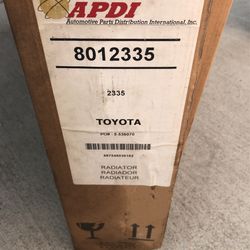 APDI
Automotive Parts Distribution International, Inc.
8012335
2335
TOYOTA
RADIATOR
RADIADOR
RADIATEUR